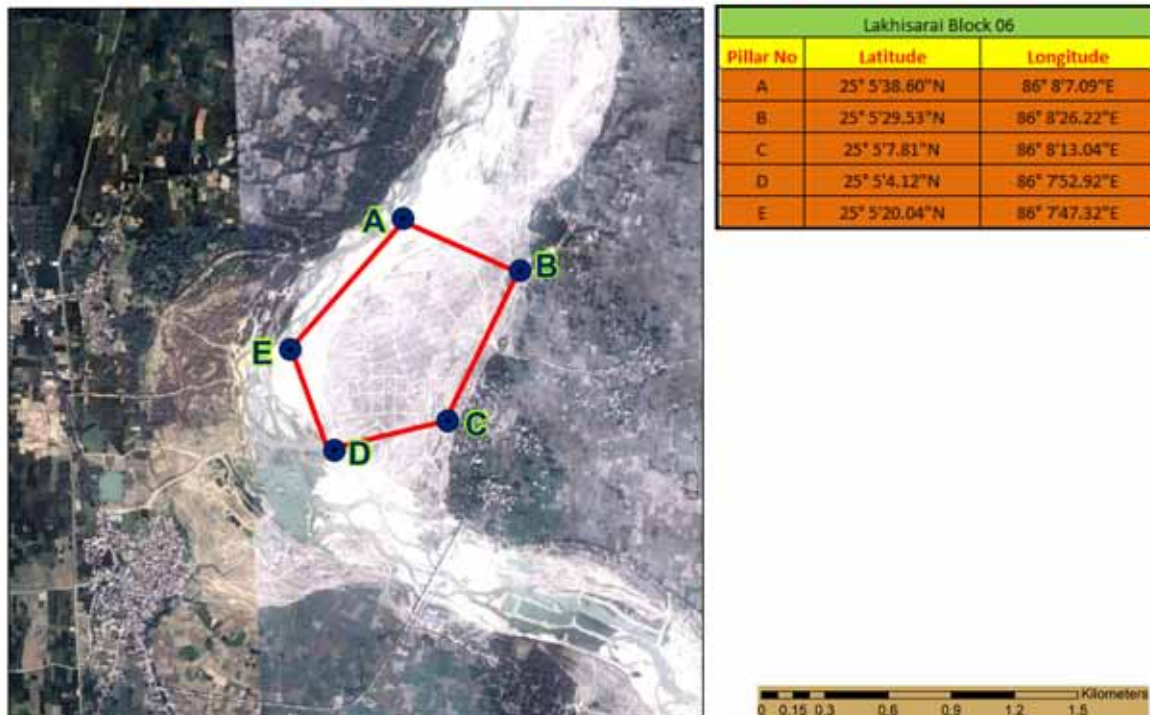 Lakhisarai Block 06
Pillar No Latitude Longitude
A 25° 5'38.60"N 86° 8'7.09"E
B 25° 5'29.53"N 86° 8'26.22"E
C 25° 5'7.81"N 86° 8'13.04"E
D 25° 5'4.12"N 86° 7'52.92"E
E 25° 5'20.04"N 86° 7'47.32"E
A
B
E
C
D
Kilometers
0 0.15 0.3 0.6 0.9 1.2 1.5